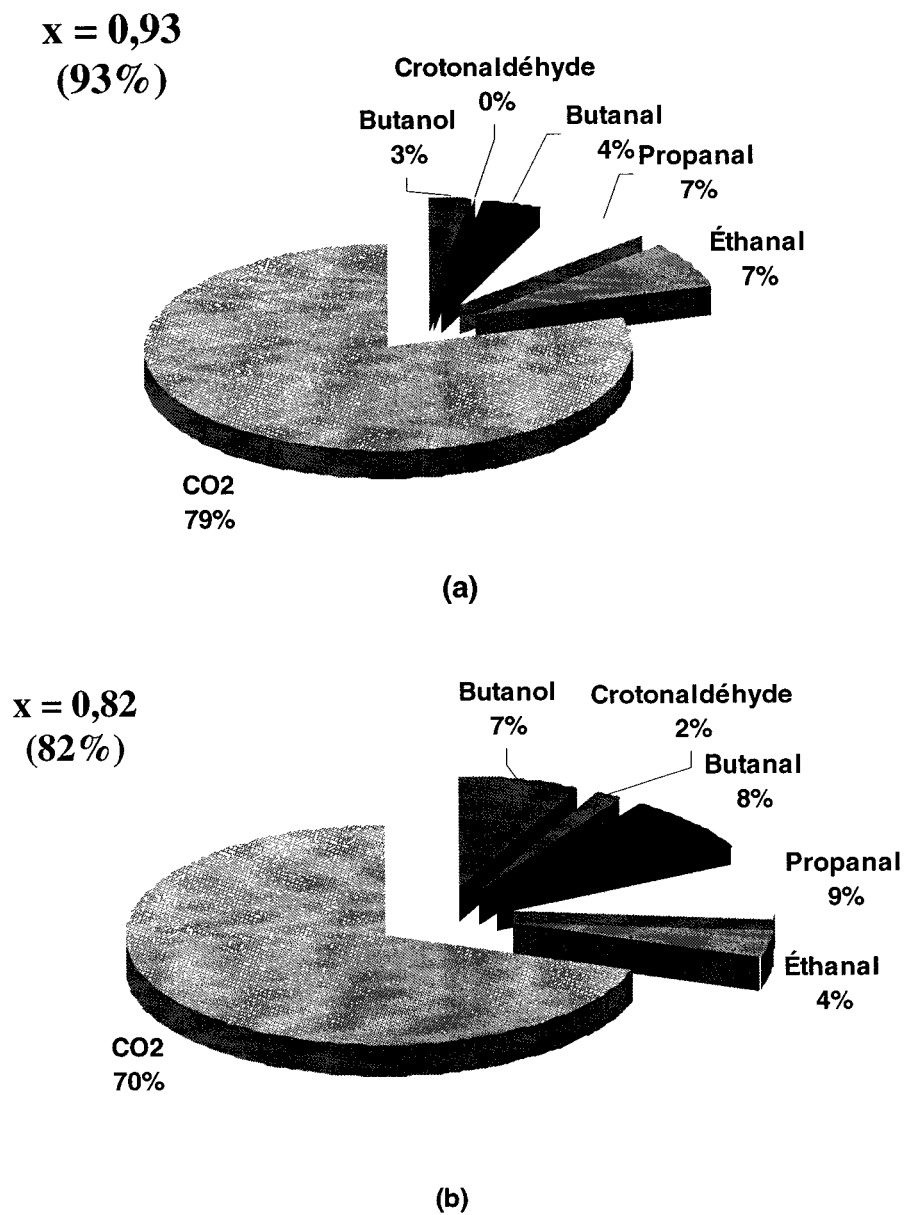 x = 0,93
(93%)
Crotonaldéhyde
0%
Butanol
3%
Butanal
4%
Propanal
7%
Éthanal
7%
CO2
79%
(a)
x = 0,82
(82%)
Butanol
7%
Crotonaldéhyde
2%
Butanal
8%
Propanal
9%
Éthanal
4%
CO2
70%
(b)